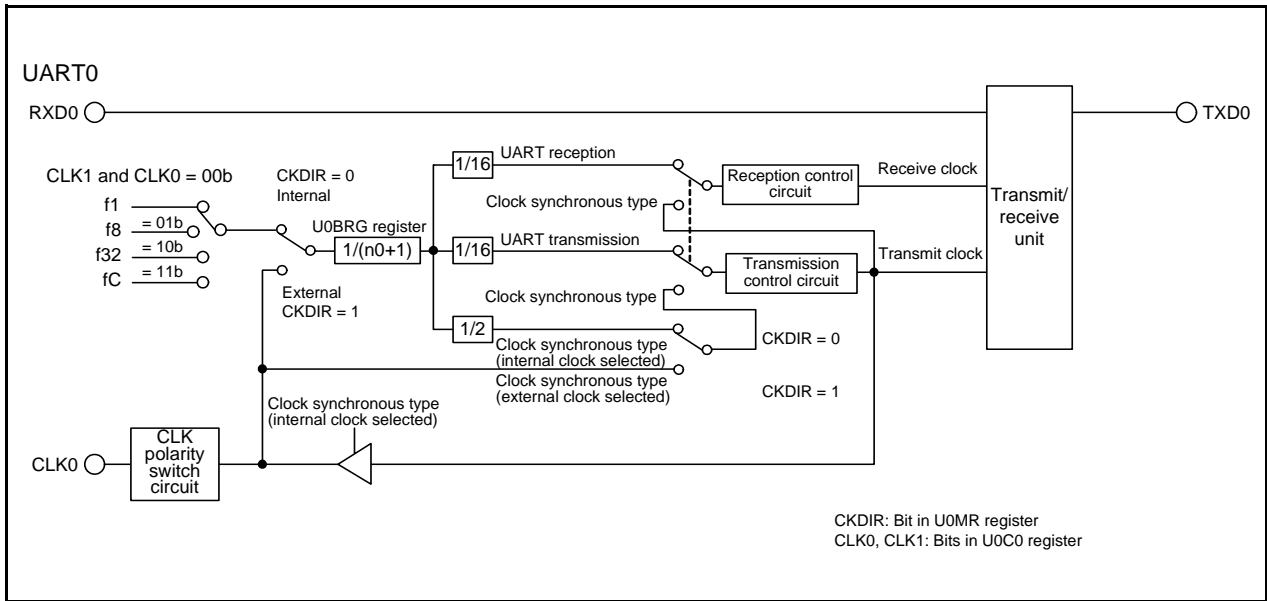 UART0
RXD0
TXD0
CLK1 and CLK0 = 00b
f1
f8 = 01b
f32 = 10b
fC = 11b
CKDIR = 0
Internal
External
CKDIR = 1
U0BRG register
1/(n0+1)
1/16
UART reception
Clock synchronous type
1/16
UART transmission
Clock synchronous type
1/2
Clock synchronous type
(internal clock selected)
Clock synchronous type
(external clock selected)
CKDIR = 0
CKDIR = 1
Reception control
circuit
Receive clock
Transmission
control circuit
Transmit clock
Transmit/
receive
unit
Clock synchronous type
(internal clock selected)
CLK0
CLK
polarity
switch
circuit
CKDIR: Bit in U0MR register
CLK0, CLK1: Bits in U0C0 register